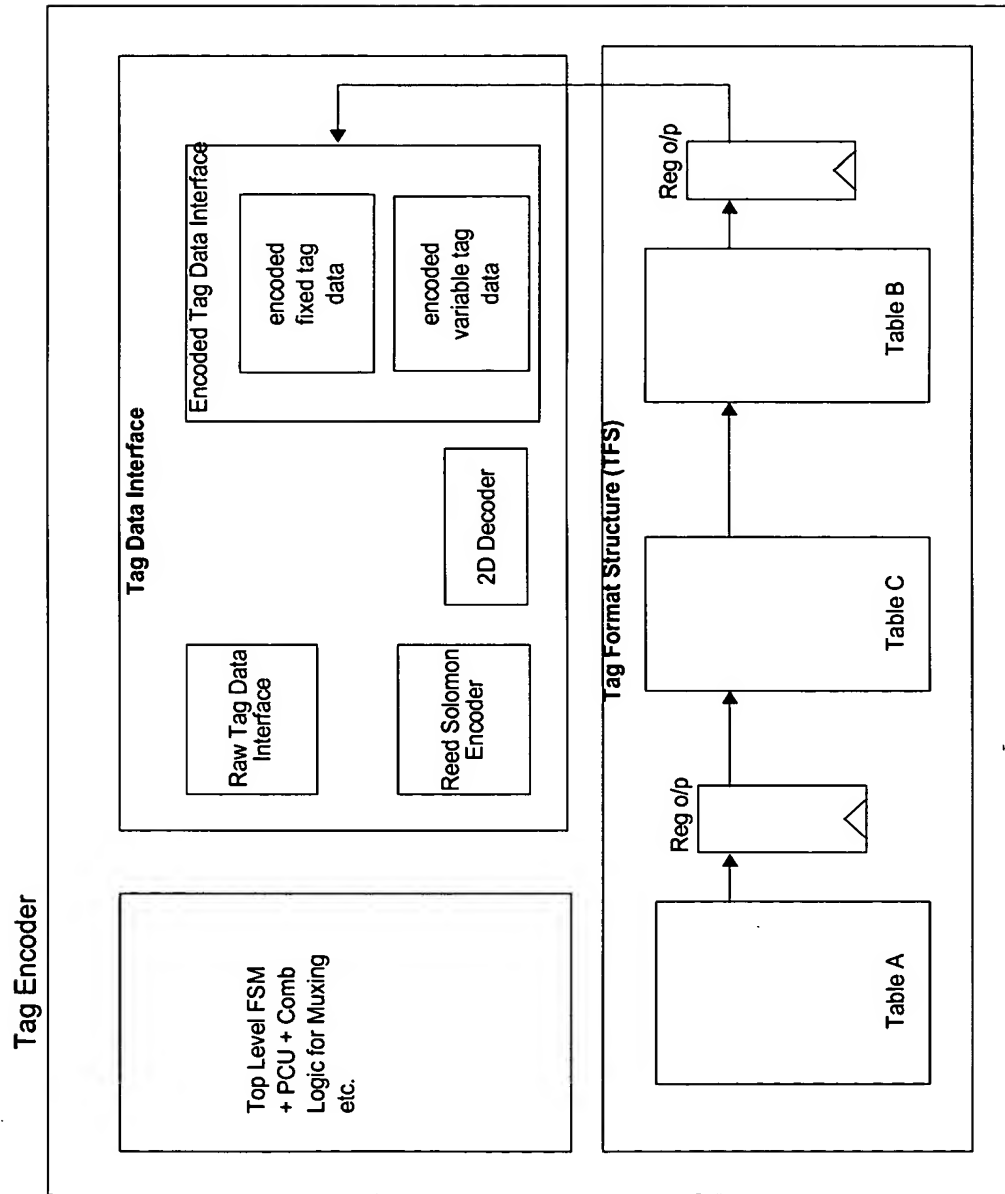 Tag Encoder
Top Level FSM
+ PCU + Comb
Logic for Muxing
etc.
Tag Data Interface
Raw Tag Data
Interface
Reed Solomon
Encoder
2D Decoder
Encoded Tag Data Interface
encoded
fixed tag
data
encoded
variable tag
data
Tag Format Structure (TFS)
Table A
Reg o/p
Table C
Table B
Reg o/p